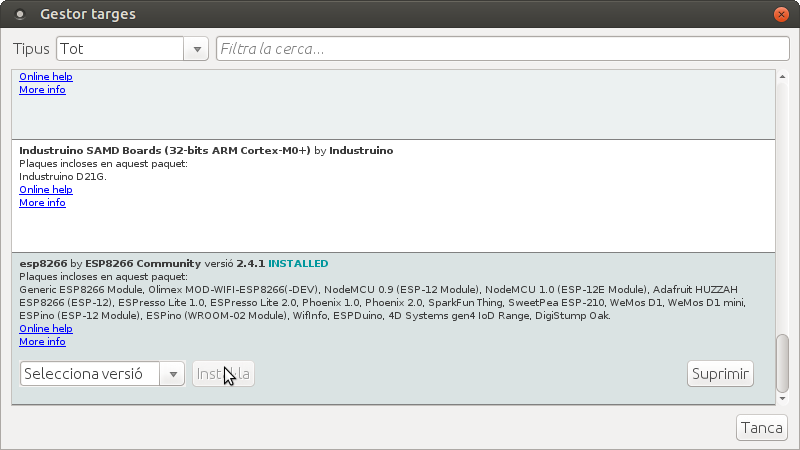 Gestor targes
Tipus Tot Filtra la cerca...
Online help
More info
Industruino SAMD Boards (32-bits ARM Cortex-M0+) by Industruino
Plaques incloses en aquest paquet:
Industruino D21G.
Online help
More info
esp8266 by ESP8266 Community versió 2.4.1 INSTALLED
Plaques incloses en aquest paquet:
Generic ESP8266 Module, Olimex MOD-WIFI-ESP8266(-DEV), NodeMCU 0.9 (ESP-12 Module), NodeMCU 1.0 (ESP-12E Module), Adafruit HUZZAH
ESP8266 (ESP-12), ESPresso Lite 1.0, ESPresso Lite 2.0, Phoenix 1.0, Phoenix 2.0, SparkFun Thing, SweetPea ESP-210, WeMos D1, WeMos D1 mini,
ESPino (ESP-12 Module), ESPino (WROOM-02 Module), WifInfo, ESPDuino, 4D Systems gen4 IoD Range, DigiStump Oak.
Online help
More info
Selecciona versió Suprimir
Tanca